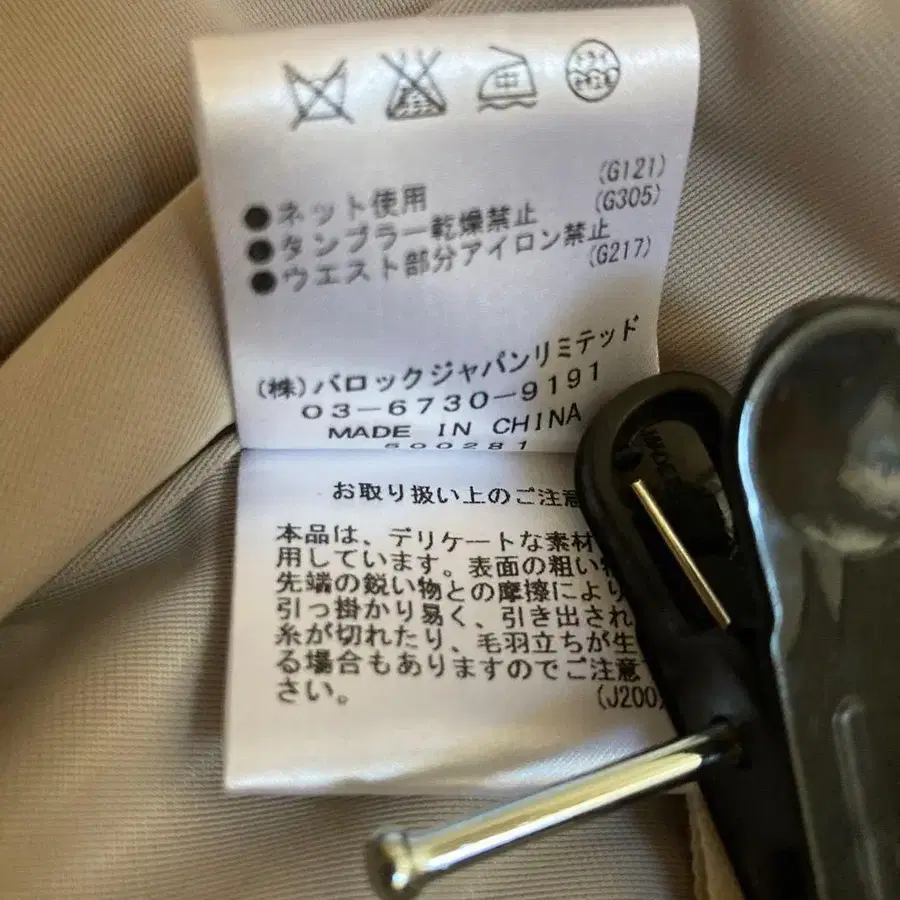 中
ドライ
(G121)
●ネット使用
(G305)
●タンブラー乾燥禁止
●ウエスト部分アイロン禁止
(G217)
(株)バロックジャパンリミテッド
03-6730-9191
MADE IN CHINA
500281
お取り扱い上のご注意
本品は、デリケートな素材
用しています。表面の粗い物
先端の鋭い物との摩擦により
引っ掛かり易く、引き出され
糸が切れたり、毛羽立ちが生
る場合もありますのでご注意
さい。
(J200)